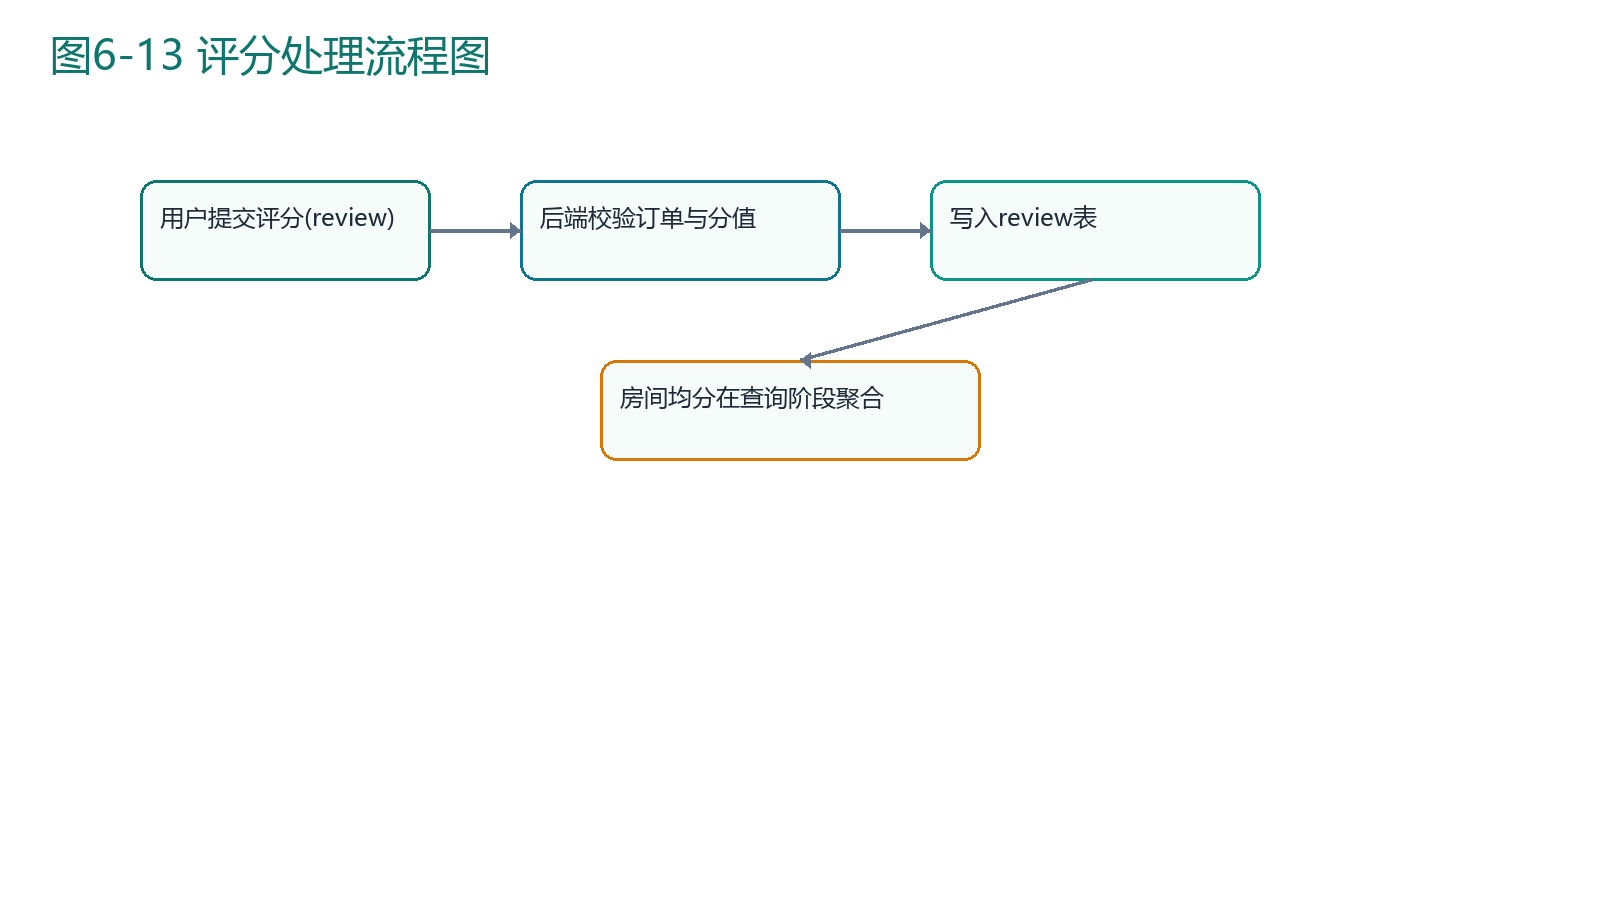 图6-13 评分处理流程图
用户提交评分(review)
后端校验订单与分值
写入review表
房间均分在查询阶段聚合